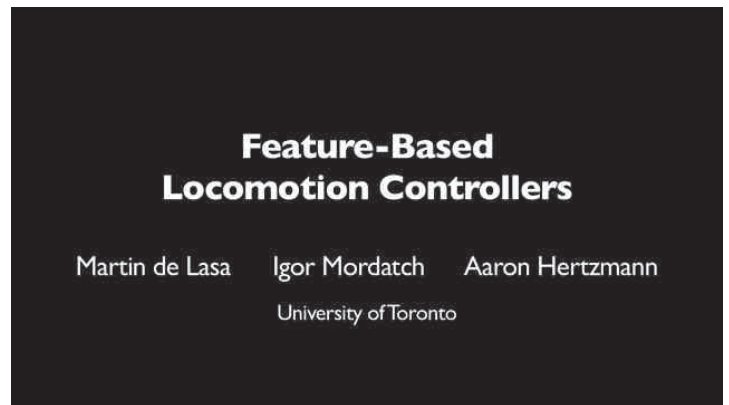 Feature-Based
Locomotion Controllers
Martin de Lasa Igor Mordatch Aaron Hertzmann
University of Toronto